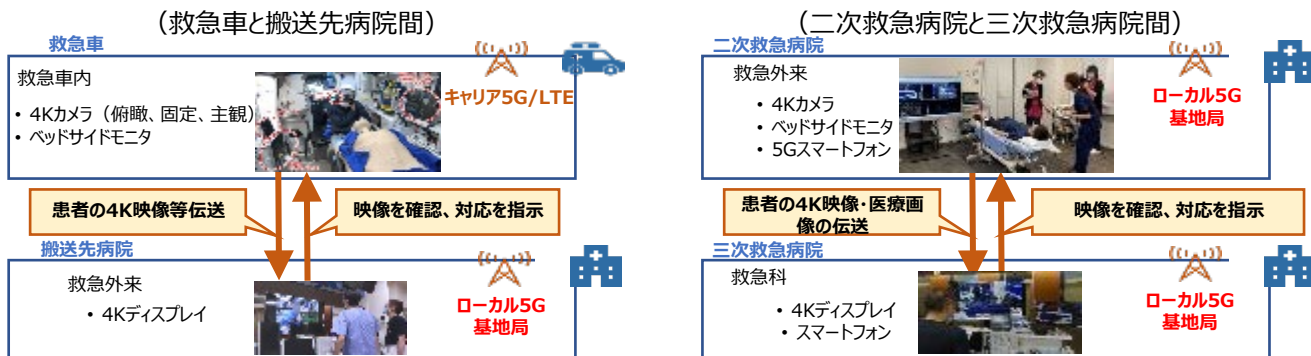 （救急車と搬送先病院間）
救急車
救急車内
• 4Kカメラ（俯瞰、固定、主観）
• ベッドサイドモニタ
キャリア5G/LTE
患者の4K映像等伝送
映像を確認、対応を指示
搬送先病院
救急外来
• 4Kディスプレイ
ローカル5G
基地局
（二次救急病院と三次救急病院間）
二次救急病院
救急外来
• 4Kカメラ
• ベッドサイドモニタ
• 5Gスマートフォン
ローカル5G
基地局
患者の4K映像・医療画
像の伝送
映像を確認、対応を指示
三次救急病院
救急科
• 4Kディスプレイ
• スマートフォン
ローカル5G
基地局